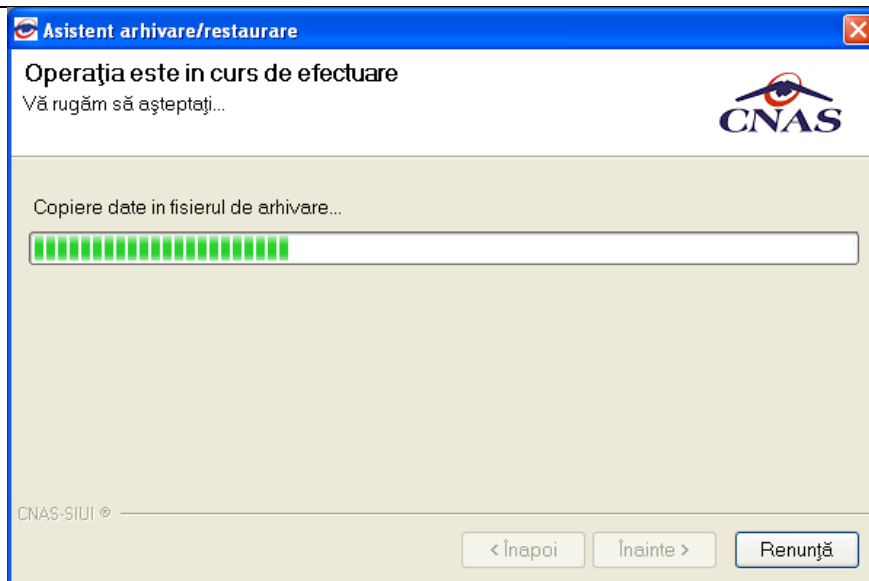 Asistent arhivare/restaurare
Operaţia este in curs de efectuare
Vă rugăm să aşteptaţi...
CNAS
Copiere date in fisierul de arhivare...
CNAS-SIUI ®
< Înapoi
Înainte >
Renunţă